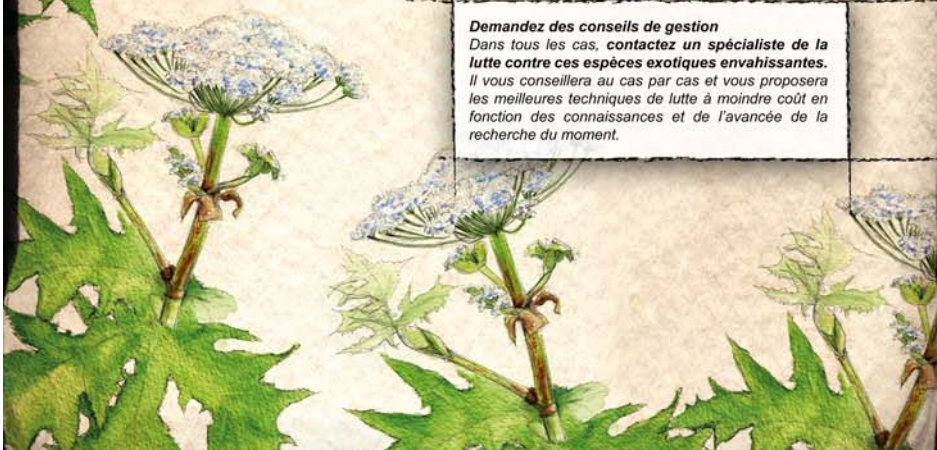 Demandez des conseils de gestion
Dans tous les cas, contactez un spécialiste de la
lutte contre ces espèces exotiques envahissantes.
Il vous conseillera au cas par cas et vous proposera
les meilleures techniques de lutte à moindre coût en
fonction des connaissances et de l'avancée de la
recherche du moment.